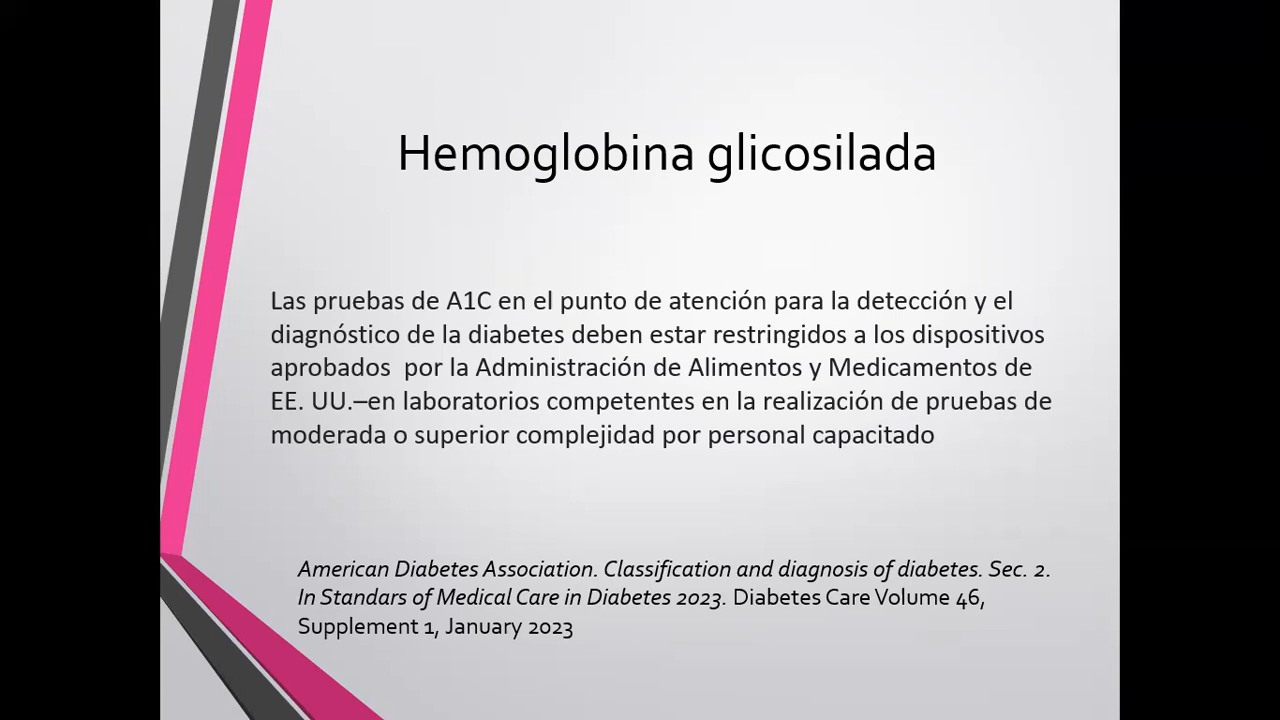 Hemoglobina glicosilada
Las pruebas de A1C en el punto de atención para la detección y el
diagnóstico de la diabetes deben estar restringidos a los dispositivos
aprobados  por la Administración de Alimentos y Medicamentos de
EE. UU.–en laboratorios competentes en la realización de pruebas de
moderada o superior complejidad por personal capacitado
American Diabetes Association. Classification and diagnosis of diabetes. Sec. 2.
In Standars of Medical Care in Diabetes 2023. Diabetes Care Volume 46,
Supplement 1, January 2023